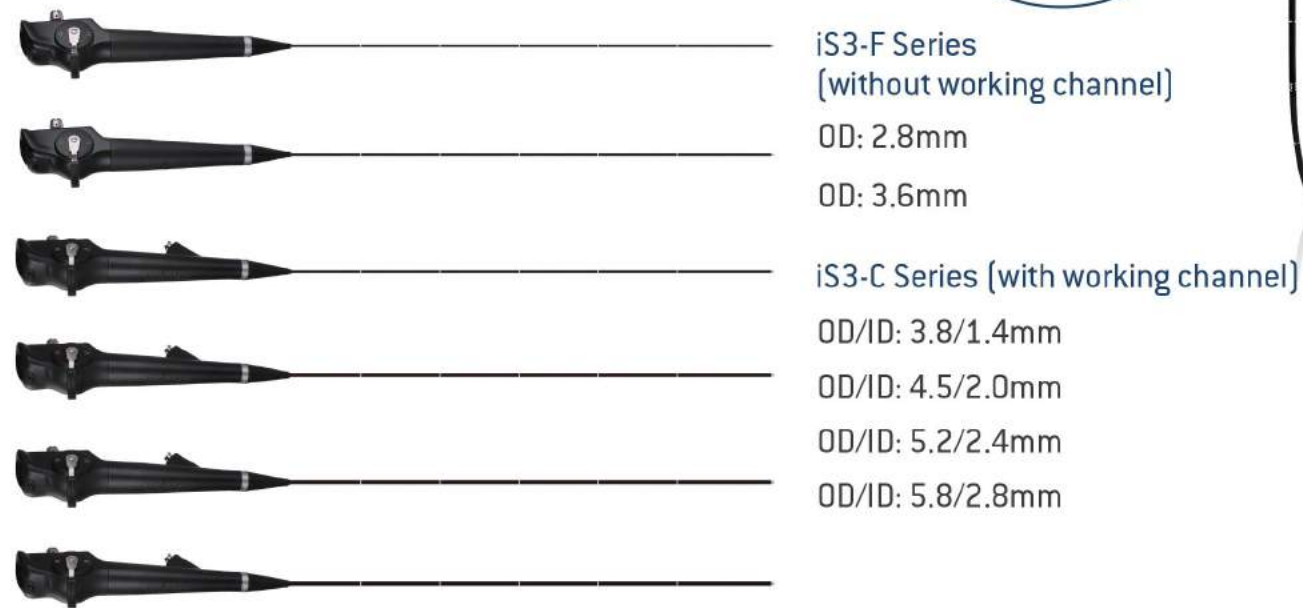 iS3-F Series
(without working channel)
OD: 2.8mm
OD: 3.6mm
iS3-C Series (with working channel)
OD/ID: 3.8/1.4mm
OD/ID: 4.5/2.0mm
OD/ID: 5.2/2.4mm
OD/ID: 5.8/2.8mm